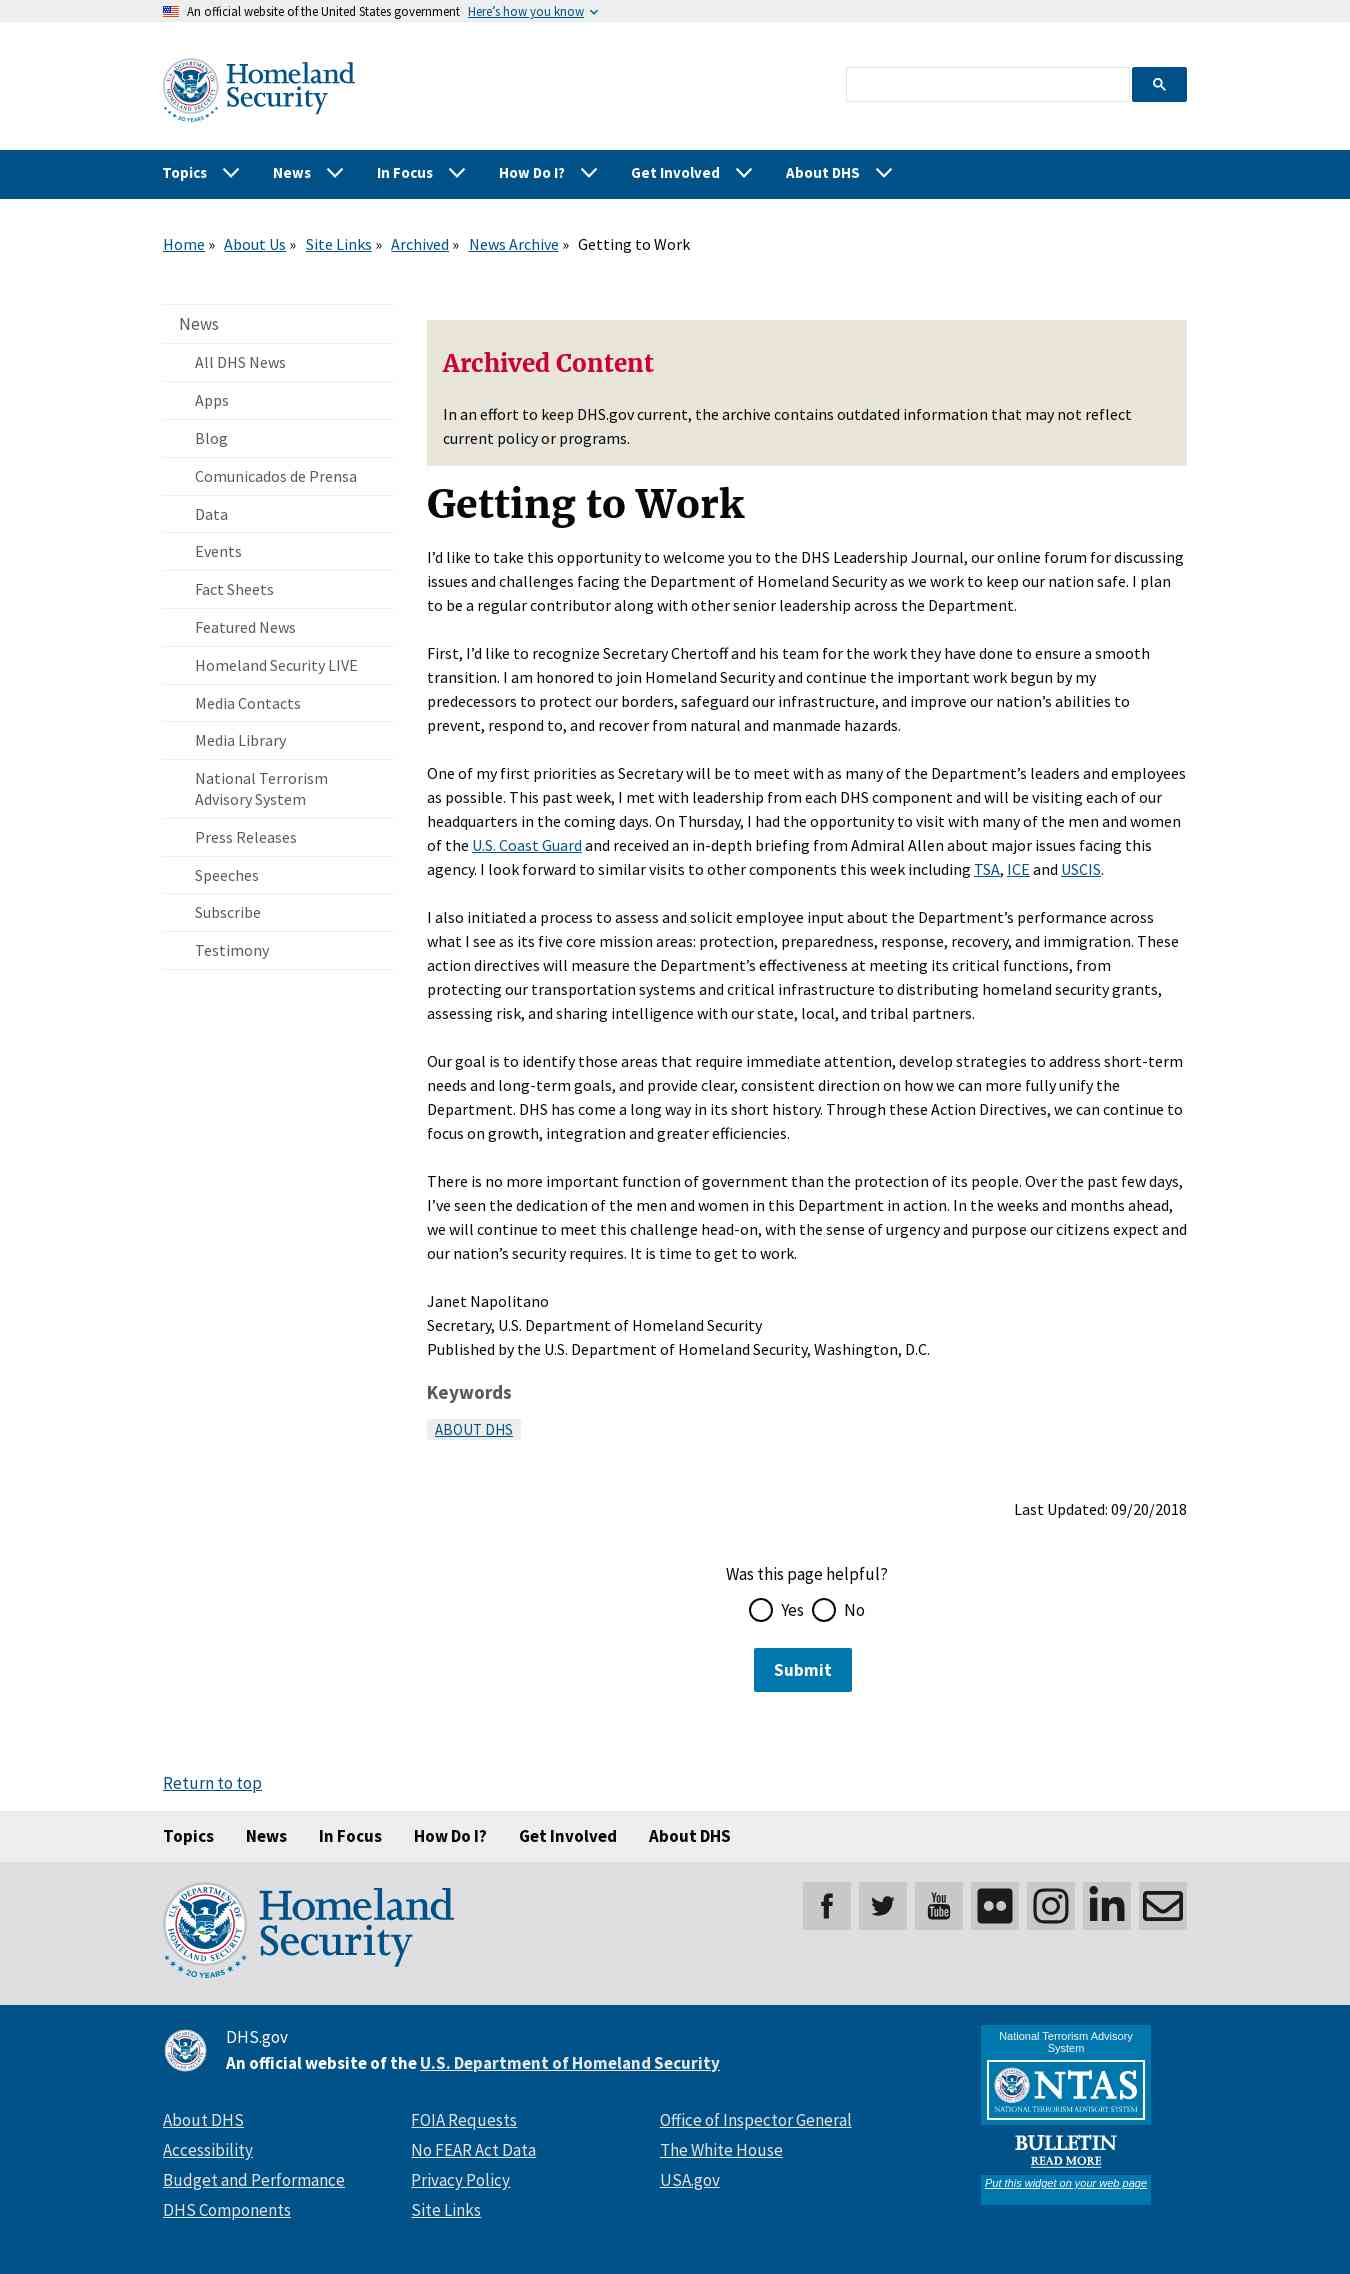 An official website of the United States government Here’s how you know
Homeland
Security
20 YEARS
Topics News In Focus How Do I? Get Involved About DHS
Home » About Us » Site Links » Archived » News Archive » Getting to Work
News
All DHS News
Apps
Blog
Comunicados de Prensa
Data
Events
Fact Sheets
Featured News
Homeland Security LIVE
Media Contacts
Media Library
National Terrorism
Advisory System
Press Releases
Speeches
Subscribe
Testimony
Archived Content
In an effort to keep DHS.gov current, the archive contains outdated information that may not reflect
current policy or programs.
Getting to Work
I’d like to take this opportunity to welcome you to the DHS Leadership Journal, our online forum for discussing
issues and challenges facing the Department of Homeland Security as we work to keep our nation safe. I plan
to be a regular contributor along with other senior leadership across the Department.
First, I’d like to recognize Secretary Chertoff and his team for the work they have done to ensure a smooth
transition. I am honored to join Homeland Security and continue the important work begun by my
predecessors to protect our borders, safeguard our infrastructure, and improve our nation’s abilities to
prevent, respond to, and recover from natural and manmade hazards.
One of my first priorities as Secretary will be to meet with as many of the Department’s leaders and employees
as possible. This past week, I met with leadership from each DHS component and will be visiting each of our
headquarters in the coming days. On Thursday, I had the opportunity to visit with many of the men and women
of the U.S. Coast Guard and received an in-depth briefing from Admiral Allen about major issues facing this
agency. I look forward to similar visits to other components this week including TSA, ICE and USCIS.
I also initiated a process to assess and solicit employee input about the Department’s performance across
what I see as its five core mission areas: protection, preparedness, response, recovery, and immigration. These
action directives will measure the Department’s effectiveness at meeting its critical functions, from
protecting our transportation systems and critical infrastructure to distributing homeland security grants,
assessing risk, and sharing intelligence with our state, local, and tribal partners.
Our goal is to identify those areas that require immediate attention, develop strategies to address short-term
needs and long-term goals, and provide clear, consistent direction on how we can more fully unify the
Department. DHS has come a long way in its short history. Through these Action Directives, we can continue to
focus on growth, integration and greater efficiencies.
There is no more important function of government than the protection of its people. Over the past few days,
I’ve seen the dedication of the men and women in this Department in action. In the weeks and months ahead,
we will continue to meet this challenge head-on, with the sense of urgency and purpose our citizens expect and
our nation’s security requires. It is time to get to work.
Janet Napolitano
Secretary, U.S. Department of Homeland Security
Published by the U.S. Department of Homeland Security, Washington, D.C.
Keywords
ABOUT DHS
Last Updated: 09/20/2018
Was this page helpful?
Yes No
Submit
Return to top
Topics News In Focus How Do I? Get Involved About DHS
U.S. DEPARTMENT OF
HOMELAND SECURITY
20 YEARS
Homeland
Security
You
Tube
in
DHS.gov
An official website of the U.S. Department of Homeland Security
About DHS
Accessibility
Budget and Performance
DHS Components
FOIA Requests
No FEAR Act Data
Privacy Policy
Site Links
Office of Inspector General
The White House
USA.gov
National Terrorism Advisory
System
NTAS
NATIONAL TERRORISM ADVISORY SYSTEM
BULLETIN
READ MORE
Put this widget on your web page